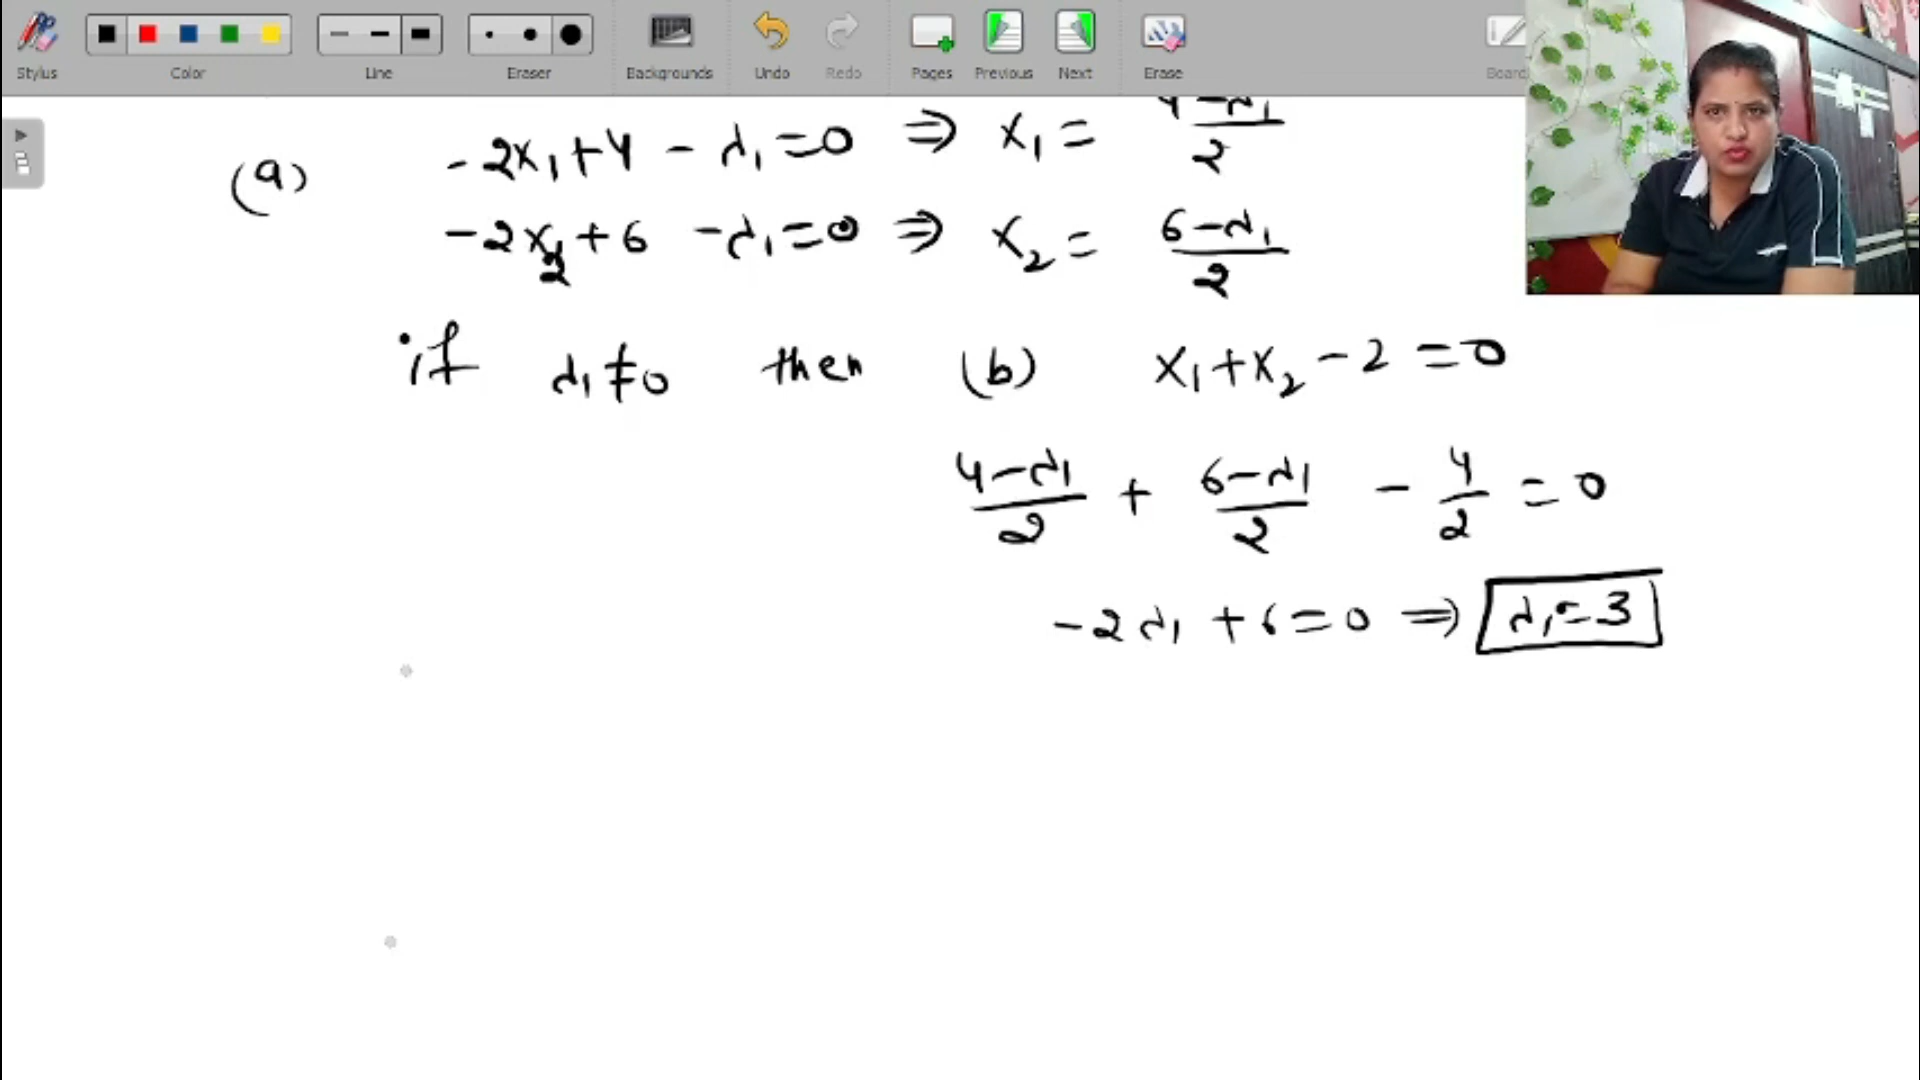 Stylus Color Line Eraser Backgrounds Undo Redo Pages Previous Next Erase Board
(a) -2x₁+4 - λ₁ = 0 ⇒ x₁ = (4-λ₁)/2
-2x₂+6 - λ₁ = 0 ⇒ x₂ = (6-λ₁)/2
if λ₁≠0 then (b) x₁+x₂-2 = 0
(4-λ₁)/2 + (6-λ₁)/2 - 4/2 = 0
-2λ₁ + 6 = 0 ⇒ λ₁=3